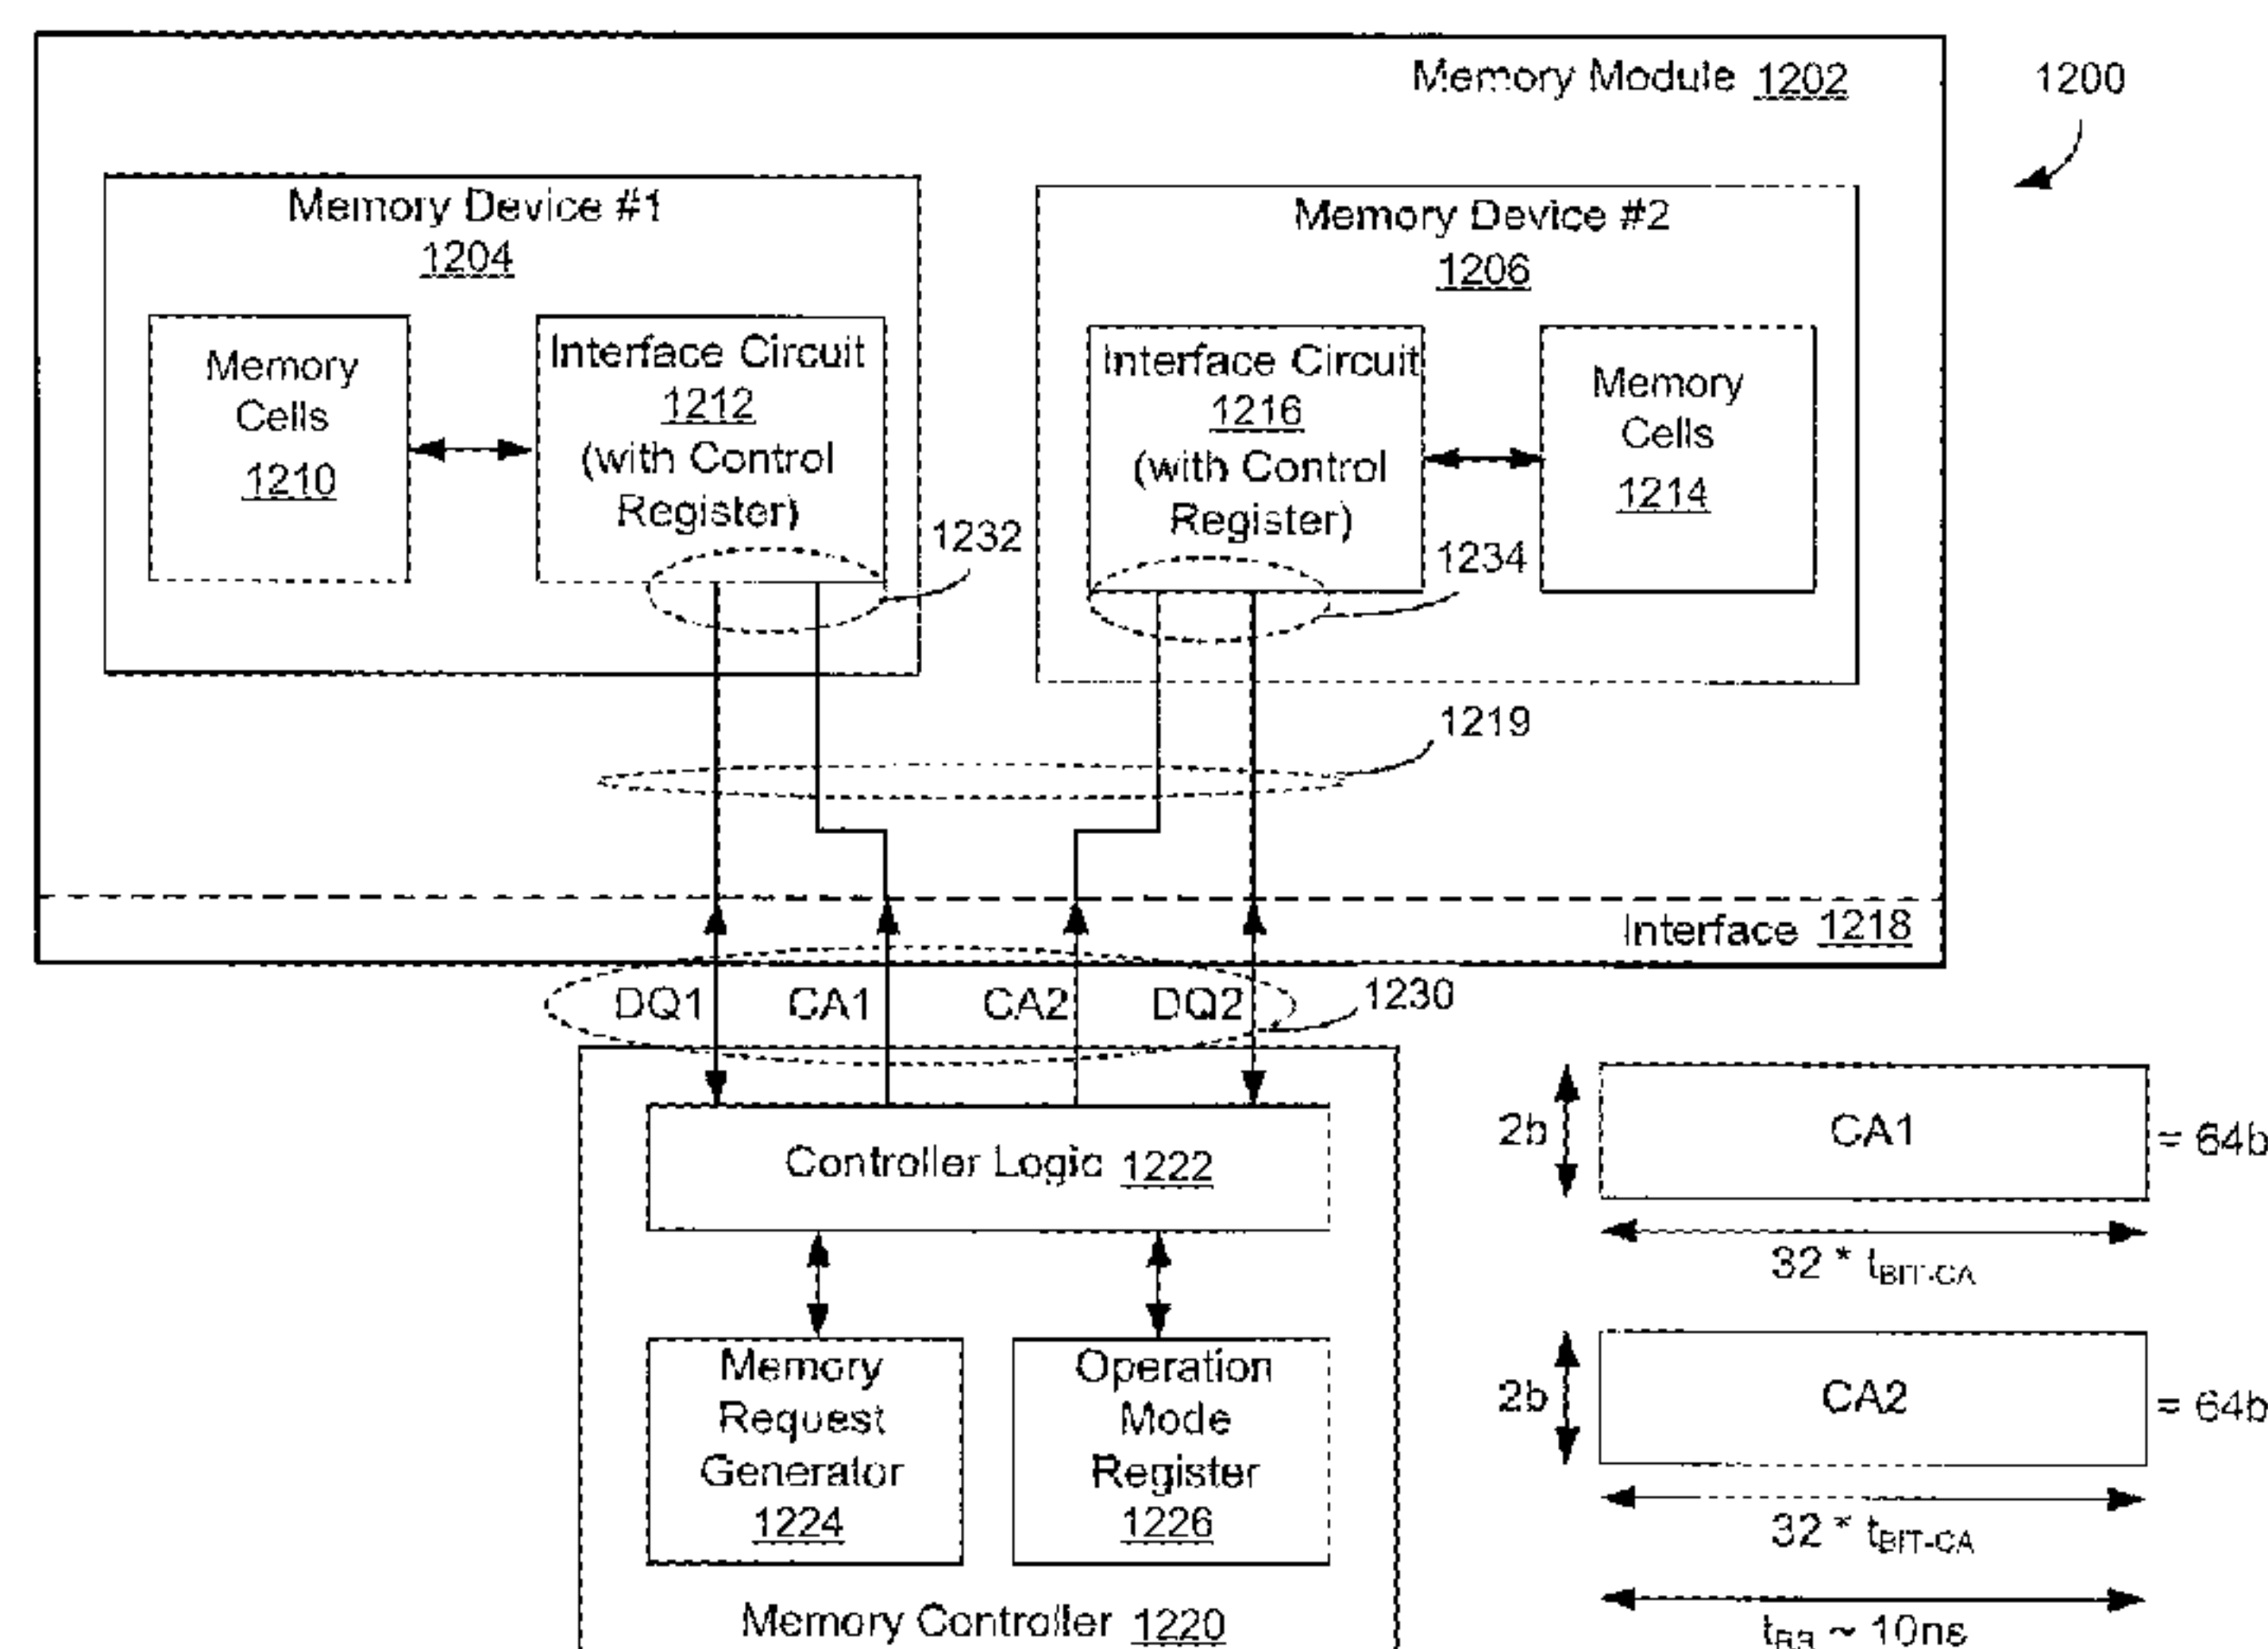 Memory Module 1202
1200
Memory Device #1
1204
Memory Device #2
1206
Memory
Cells
1210
Interface Circuit
1212
(with Control
Register)
1232
Interface Circuit
1216
(with Control
Register)
1234
Memory
Cells
1214
1219
Interface 1218
DQ1
CA1
CA2
DQ2
1230
Controller Logic 1222
Memory
Request
Generator
1224
Operation
Mode
Register
1226
Memory Controller 1220
2b
CA1
= 64b
32 * tBIT-CA
2b
CA2
= 64b
32 * tBIT-CA
tRR ~ 10ns